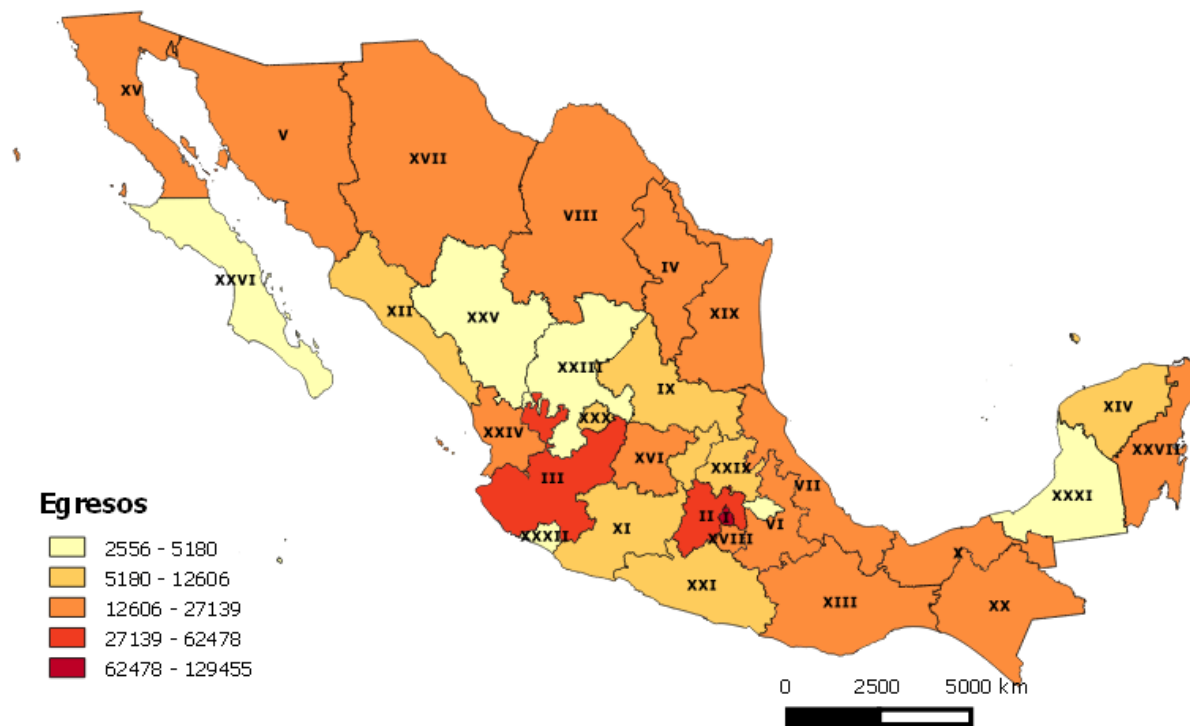 XV
V
XVII
VIII
IV
XXVI
XII
XXV
XIX
XXIII
IX
XXX
XXIV
XVI
XXIX
III
VII
II
I
VI
XXXII
XI
XVIII
XXI
XIII
X
XX
XIV
XXVII
XXXI
Egresos
2556 - 5180
5180 - 12606
12606 - 27139
27139 - 62478
62478 - 129455
0 2500 5000 km